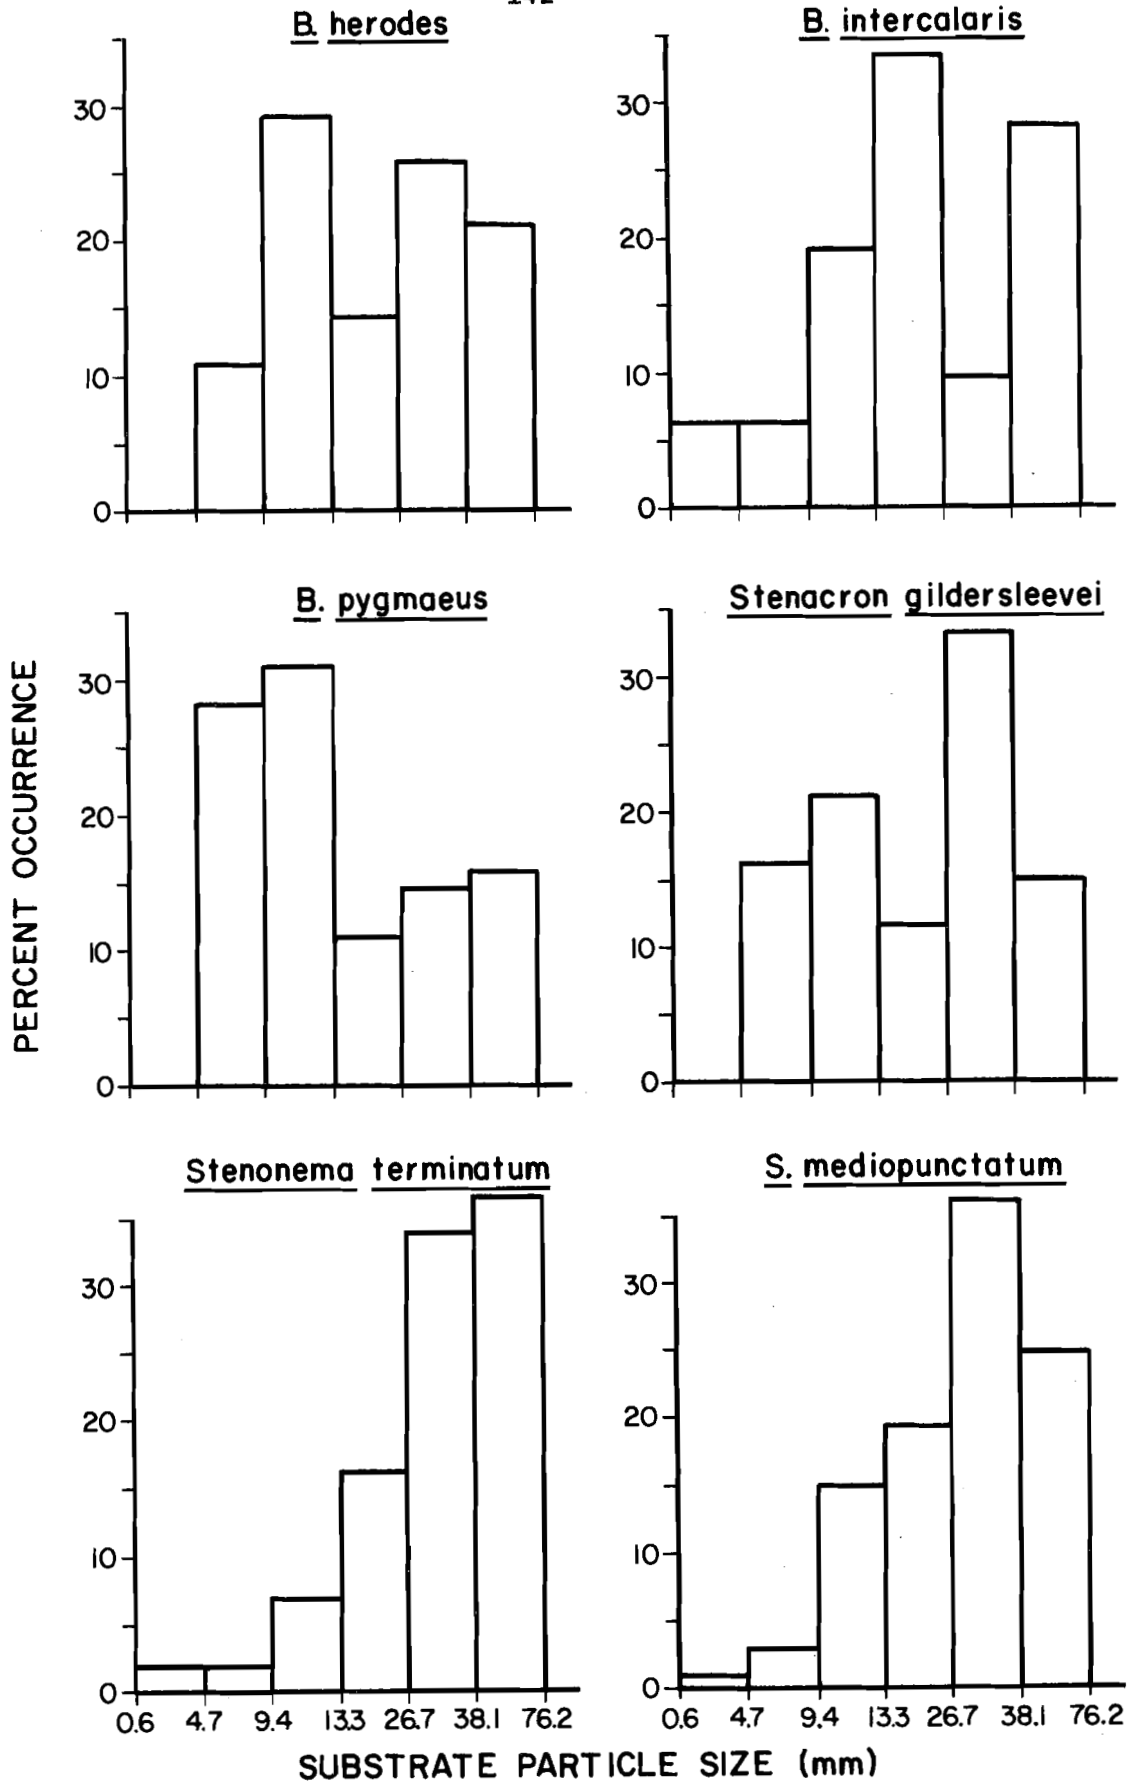 B. herodes
B. intercalaris
30
20
10
0
30
20
10
0
B. pygmaeus
Stenacron gildersleevei
30
20
10
0
30
20
10
0
PERCENT OCCURRENCE
Stenonema terminatum
S. mediopunctatum
30
20
10
0
0.6 4.7 9.4 13.3 26.7 38.1 76.2
30
20
10
0
0.6 4.7 9.4 13.3 26.7 38.1 76.2
SUBSTRATE PARTICLE SIZE (mm)